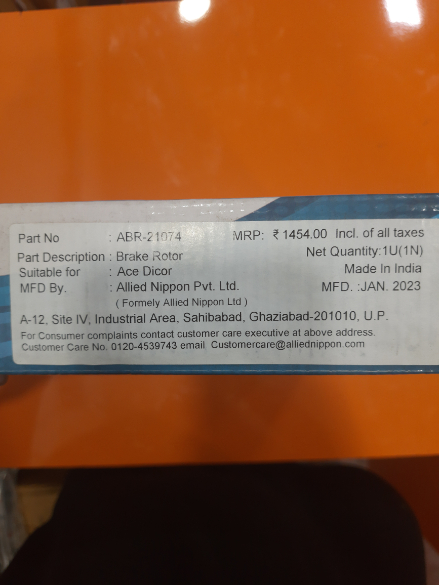 Part No : ABR-21074 MRP: ₹ 1454.00 Incl. of all taxes
Part Description : Brake Rotor Net Quantity:1U(1N)
Suitable for : Ace Dicor Made In India
MFD By. : Allied Nippon Pvt. Ltd. MFD. :JAN. 2023
( Formely Allied Nippon Ltd )
A-12, Site IV, Industrial Area, Sahibabad, Ghaziabad-201010, U.P.
For Consumer complaints contact customer care executive at above address.
Customer Care No. 0120-4539743 email Customercare@alliednippon.com